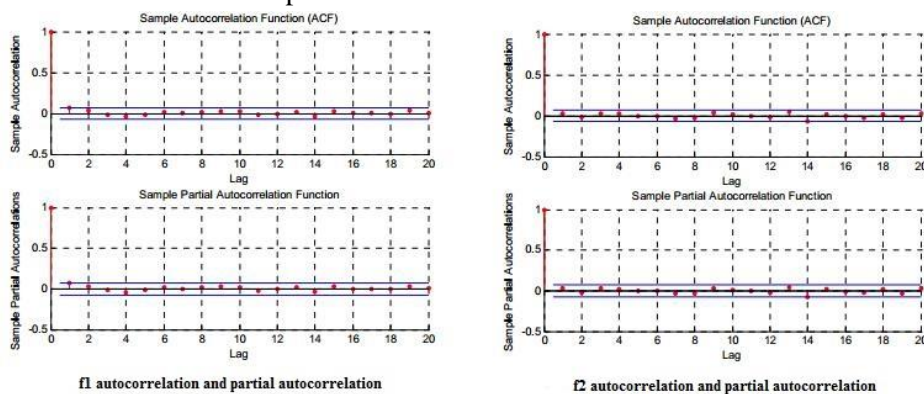 Sample Autocorrelation Function (ACF)
Sample Autocorrelation
1
0.5
0
-0.5
0 2 4 6 8 10 12 14 16 18 20
Lag
Sample Partial Autocorrelation Function
Sample Partial Autocorrelations
1
0.5
0
-0.5
0 2 4 6 8 10 12 14 16 18 20
Lag
f1 autocorrelation and partial autocorrelation
Sample Autocorrelation Function (ACF)
Sample Autocorrelation
1
0.5
0
-0.5
0 2 4 6 8 10 12 14 16 18 20
Lag
Sample Partial Autocorrelation Function
Sample Partial Autocorrelations
1
0.5
0
-0.5
0 2 4 6 8 10 12 14 16 18 20
Lag
f2 autocorrelation and partial autocorrelation